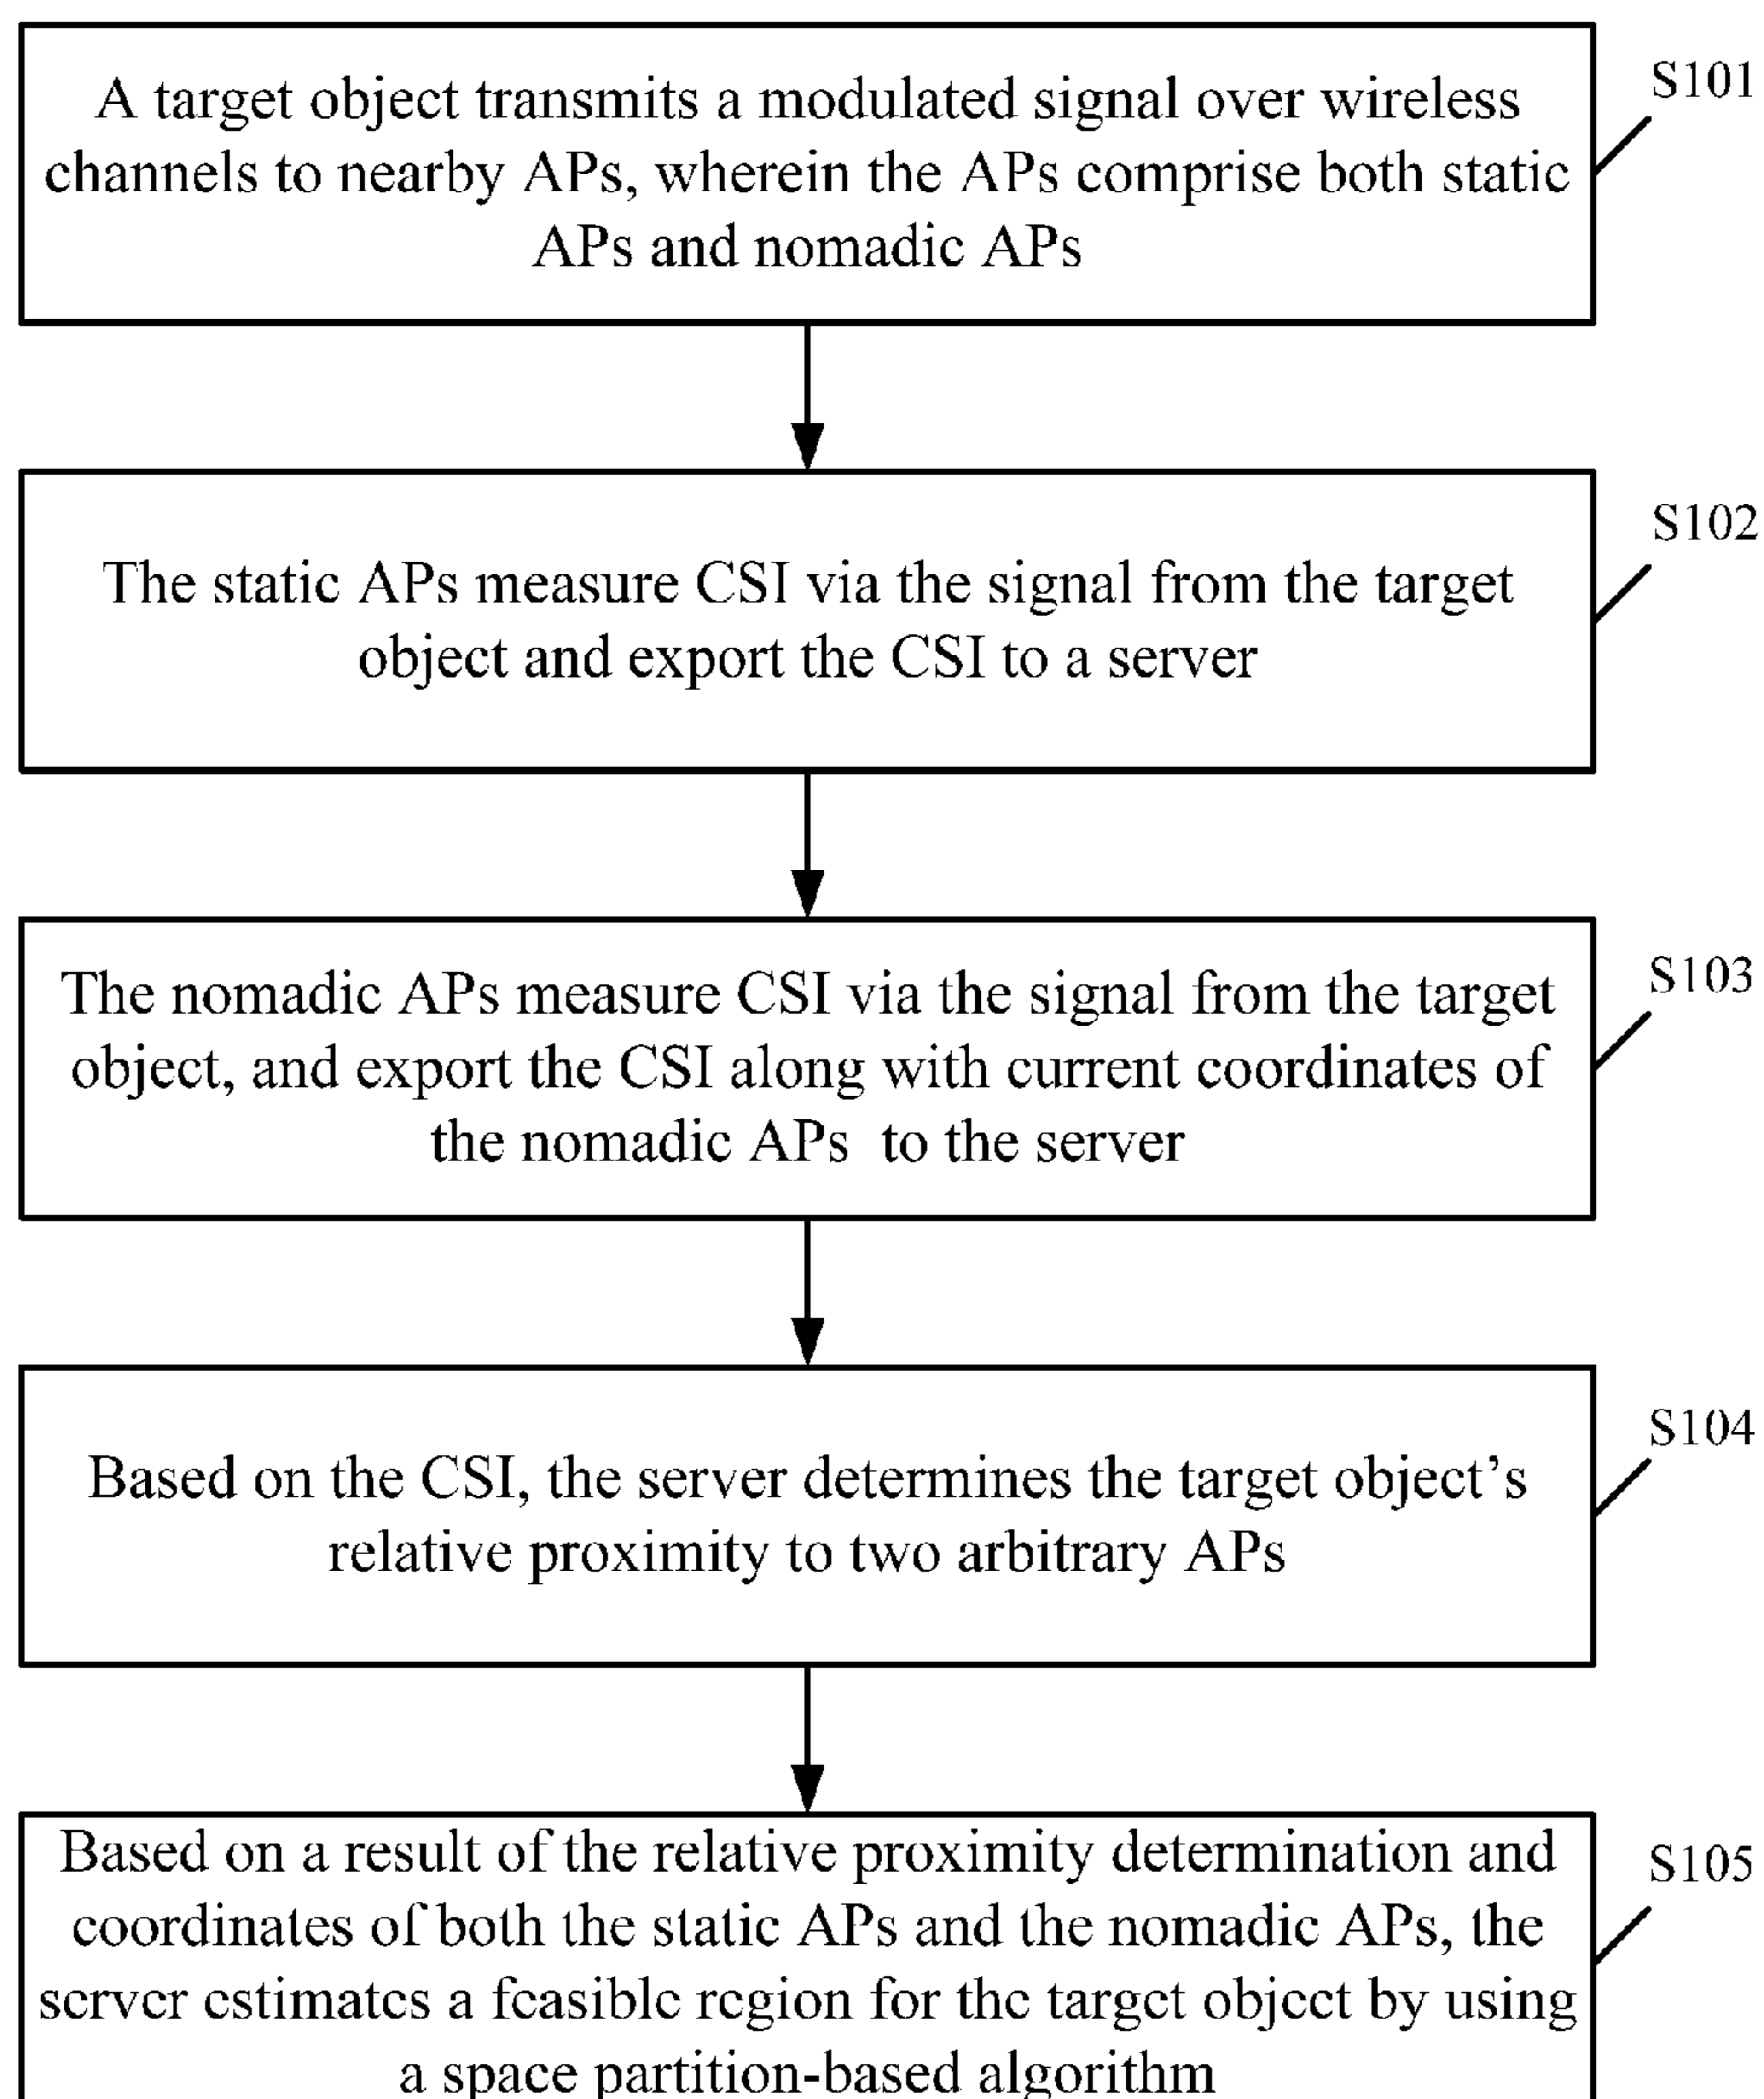 A target object transmits a modulated signal over wireless
channels to nearby APs, wherein the APs comprise both static
APs and nomadic APs
S101
The static APs measure CSI via the signal from the target
object and export the CSI to a server
S102
The nomadic APs measure CSI via the signal from the target
object, and export the CSI along with current coordinates of
the nomadic APs to the server
S103
Based on the CSI, the server determines the target object’s
relative proximity to two arbitrary APs
S104
Based on a result of the relative proximity determination and
coordinates of both the static APs and the nomadic APs, the
server estimates a feasible region for the target object by using
a space partition-based algorithm
S105